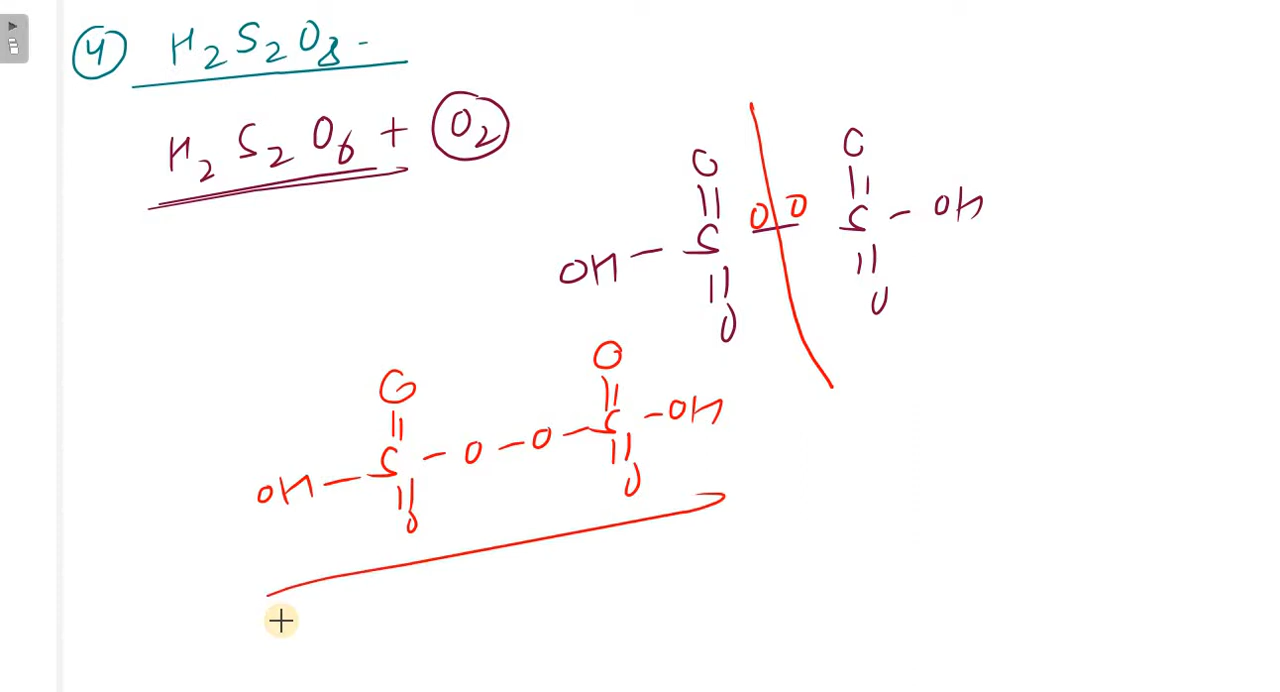 ④ H₂S₂O₈
H₂S₂O₆ + O₂
O O
|| ||
OH — S O O S — OH
|| ||
O O
O O
|| ||
OH — S — O — O — S — OH
|| ||
O O